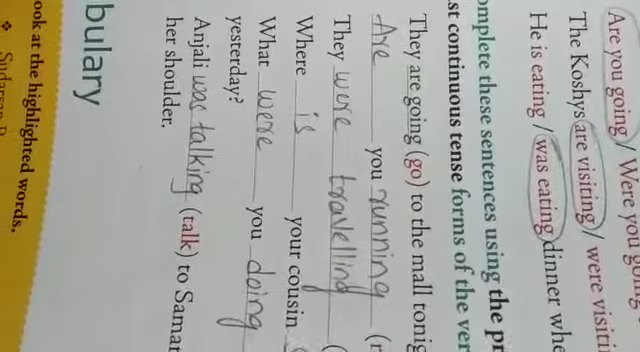 Are you going / Were you going
The Koshys are visiting / were visiti
He is eating / was eating dinner whe
omplete these sentences using the pr
st continuous tense forms of the ver
They are going (go) to the mall tonig
Are you running (r
They were travelling (
Where is your cousin
What were you doing
yesterday?
Anjali was talking (talk) to Samar
her shoulder.
bulary
ook at the highlighted words.